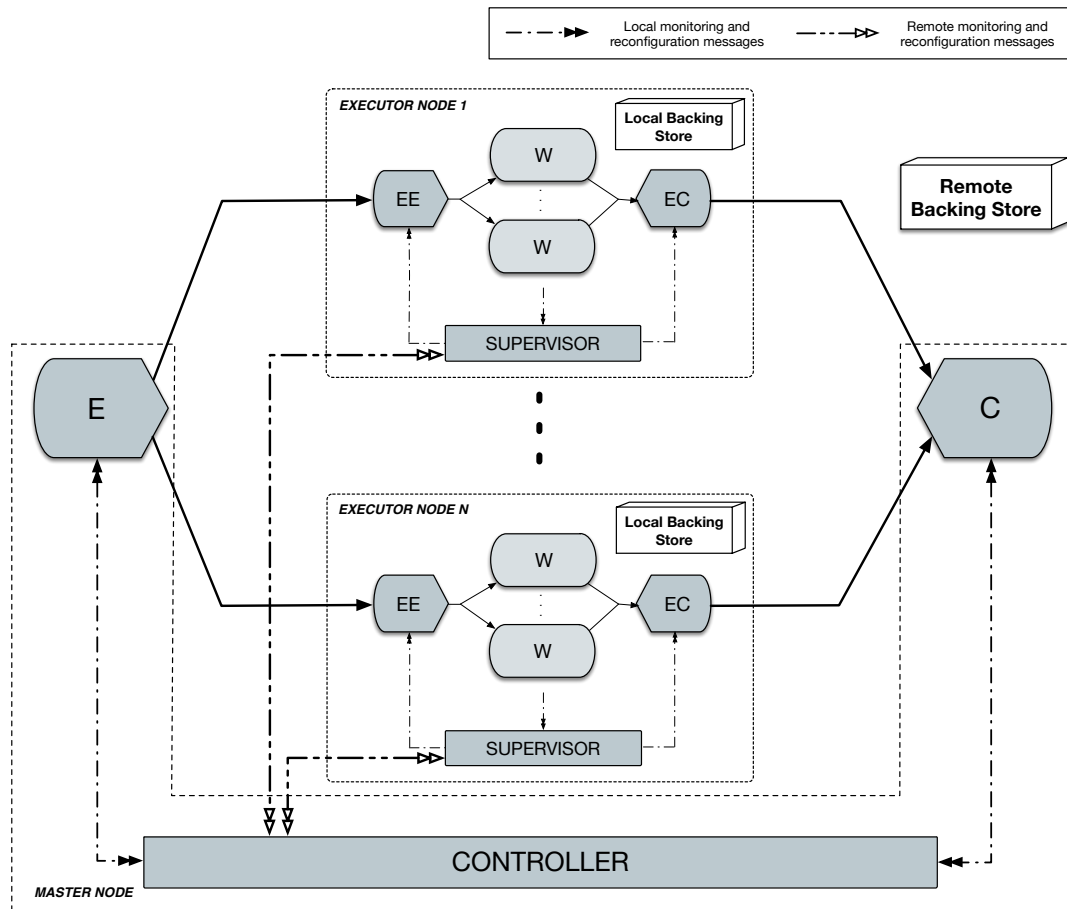 Local monitoring and
reconfiguration messages
Remote monitoring and
reconfiguration messages
EXECUTOR NODE 1
Local Backing
Store
W
EE
EC
W
SUPERVISOR
Remote
Backing Store
E
C
EXECUTOR NODE N
Local Backing
Store
W
EE
EC
W
SUPERVISOR
CONTROLLER
MASTER NODE